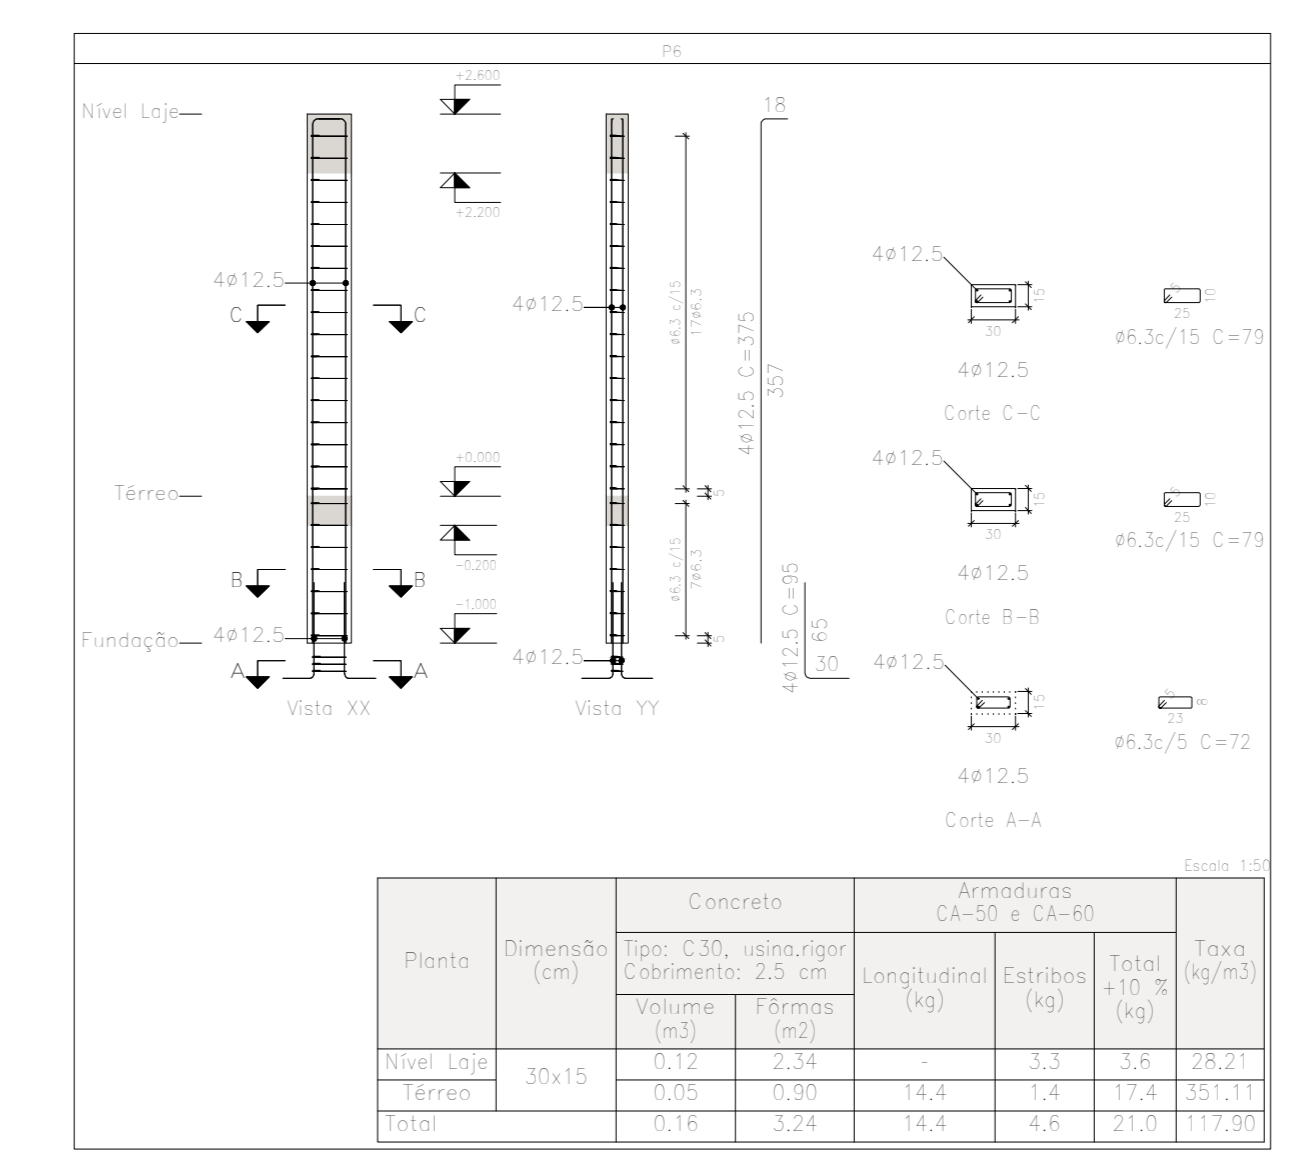 P6
Nível Laje
+2.600
+2.200
4ø12.5
C
C
Térreo
+0.000
-0.200
B
B
-1.000
Fundação
4ø12.5
A
A
Vista XX
4ø12.5
ø6.3 c/15
17ø6.3
5
ø6.3 c/15
7ø6.3
5
4ø12.5
Vista YY
18
4ø12.5 C=375
357
4ø12.5 C=95
65
30
4ø12.5
15
30
4ø12.5
Corte C-C
5
10
25
ø6.3c/15 C=79
4ø12.5
15
30
4ø12.5
Corte B-B
5
10
25
ø6.3c/15 C=79
4ø12.5
15
30
4ø12.5
Corte A-A
5
8
23
ø6.3c/5 C=72
Escala 1:50
Planta
Dimensão
(cm)
Concreto
Tipo: C30, usina.rigor
Cobrimento: 2.5 cm
Volume
(m3)
Fôrmas
(m2)
Armaduras
CA-50 e CA-60
Longitudinal
(kg)
Estribos
(kg)
Total
+10 %
(kg)
Taxa
(kg/m3)
Nível Laje 30x15 0.12 2.34 - 3.3 3.6 28.21
Térreo 0.05 0.90 14.4 1.4 17.4 351.11
Total 0.16 3.24 14.4 4.6 21.0 117.90